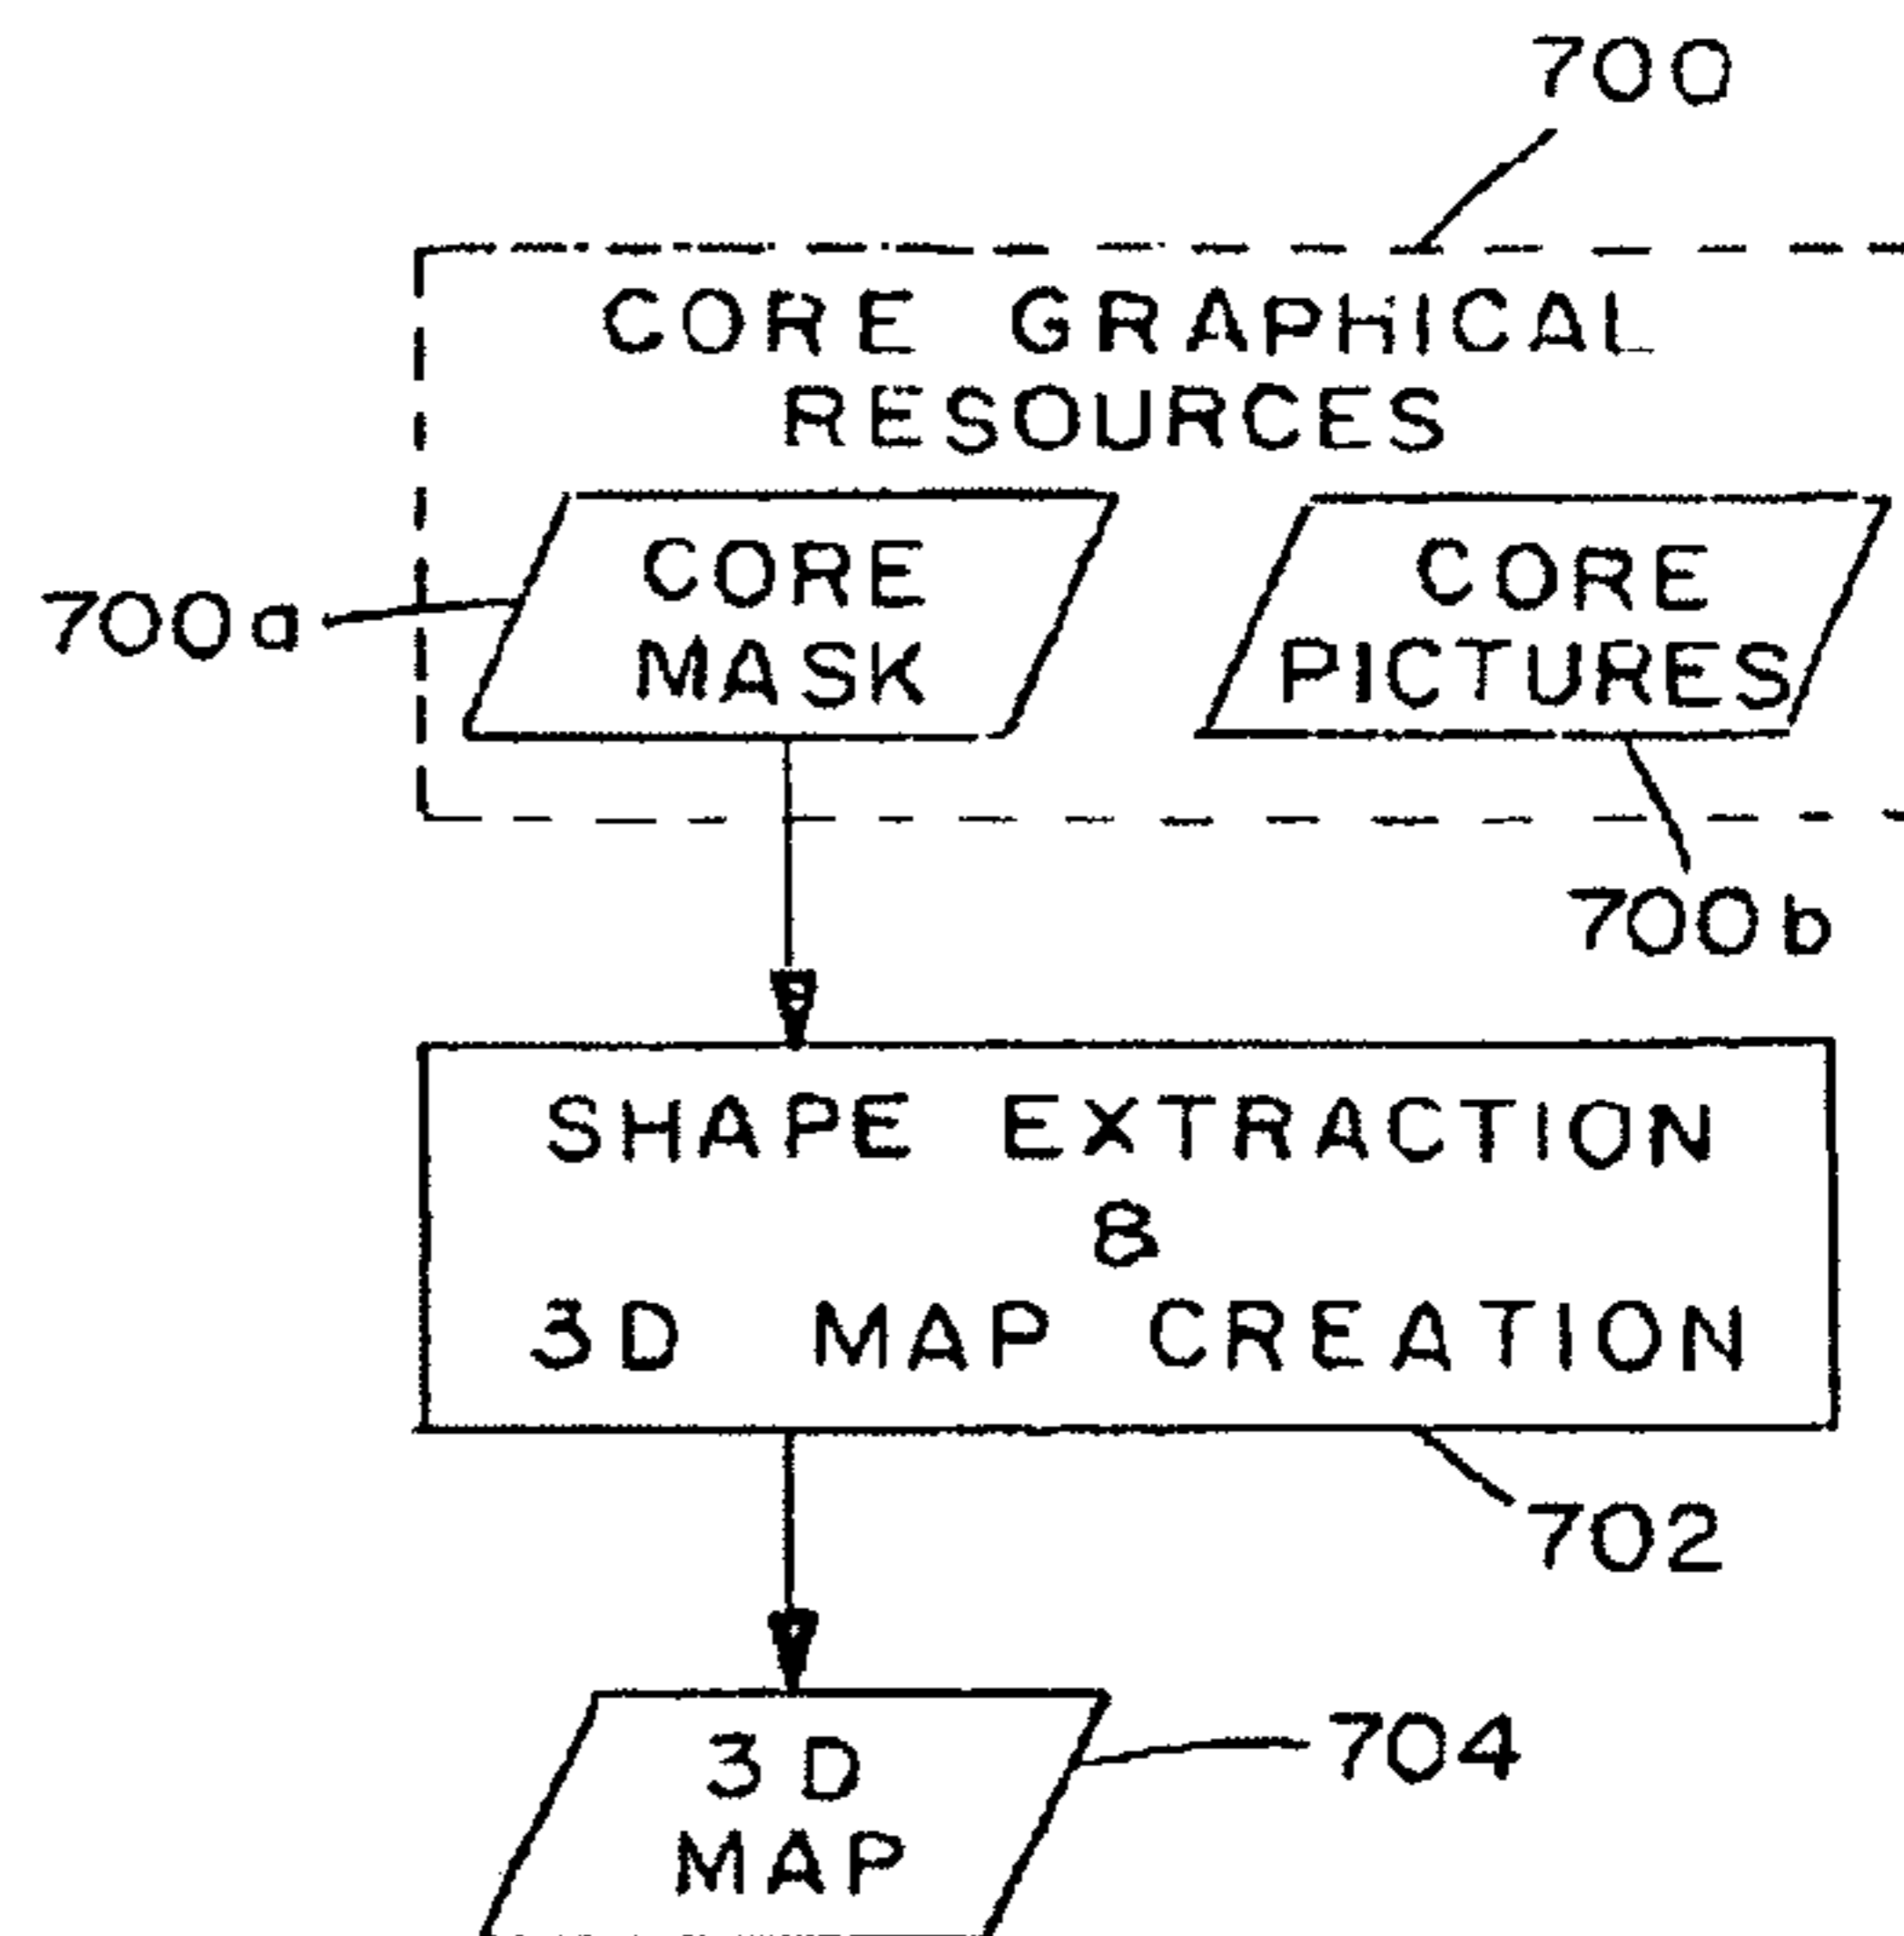 700
CORE GRAPHICAL
RESOURCES
CORE
MASK
CORE
PICTURES
700a
700b
SHAPE EXTRACTION
&
3D MAP CREATION
702
3D
MAP
704